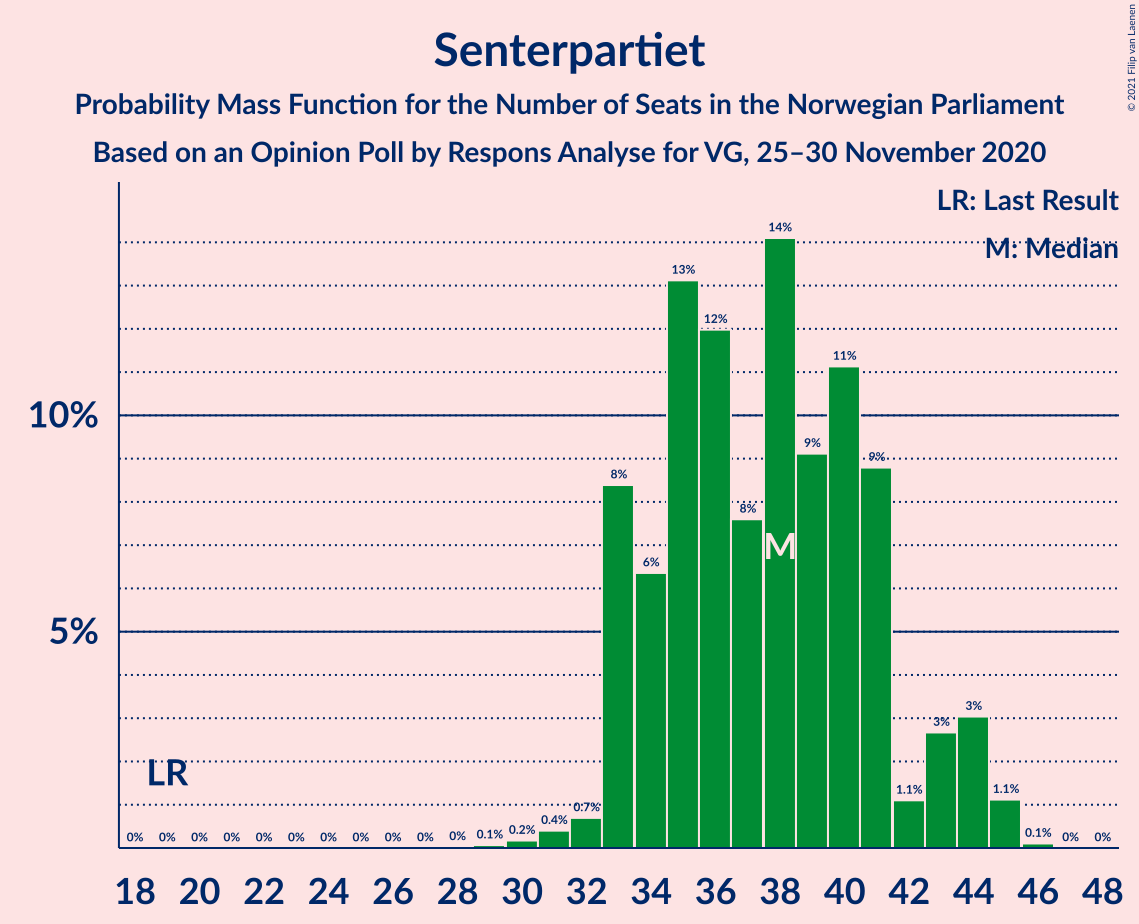 Senterpartiet
Probability Mass Function for the Number of Seats in the Norwegian Parliament
Based on an Opinion Poll by Respons Analyse for VG, 25–30 November 2020
© 2021 Filip van Laenen
LR: Last Result
M: Median
14%
13%
12%
11%
10%
9%
9%
8%
8%
M
6%
5%
3%
3%
LR
1.1%
1.1%
0% 0% 0% 0% 0% 0% 0% 0% 0% 0% 0% 0.1% 0.2% 0.4% 0.7% 0.1% 0% 0%
18 20 22 24 26 28 30 32 34 36 38 40 42 44 46 48